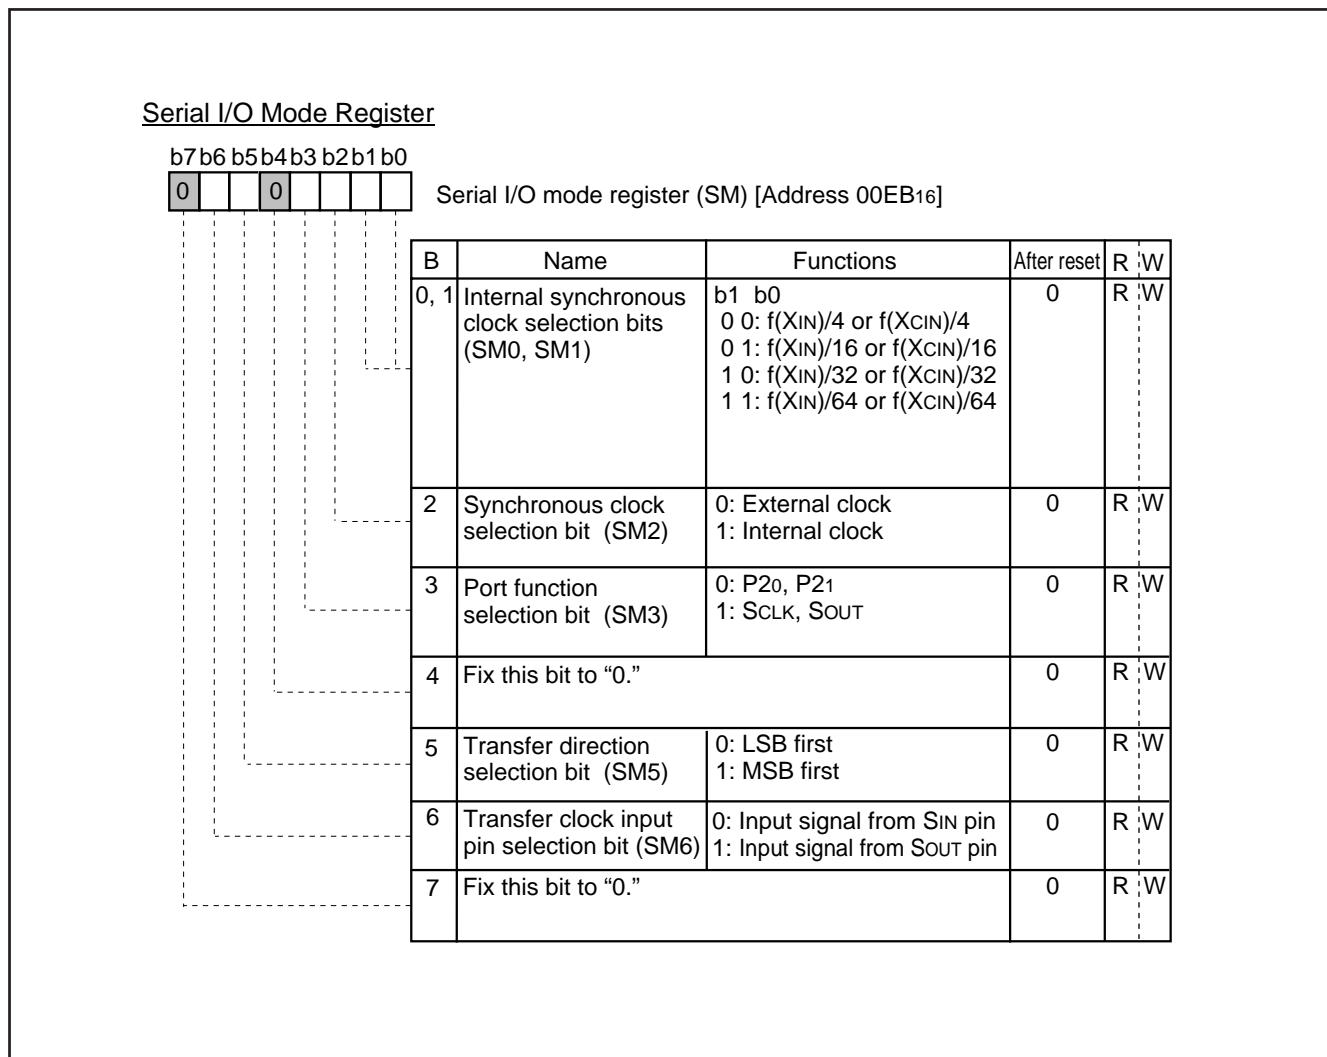 Serial I/O Mode Register
b7 b6 b5 b4 b3 b2 b1 b0
0 0
Serial I/O mode register (SM) [Address 00EB16]
B Name Functions After reset R W
0, 1 Internal synchronous clock selection bits (SM0, SM1)
b1 b0
0 0: f(XIN)/4 or f(XCIN)/4
0 1: f(XIN)/16 or f(XCIN)/16
1 0: f(XIN)/32 or f(XCIN)/32
1 1: f(XIN)/64 or f(XCIN)/64
0 R W
2 Synchronous clock selection bit (SM2)
0: External clock
1: Internal clock
0 R W
3 Port function selection bit (SM3)
0: P20, P21
1: SCLK, SOUT
0 R W
4 Fix this bit to “0.” 0 R W
5 Transfer direction selection bit (SM5)
0: LSB first
1: MSB first
0 R W
6 Transfer clock input pin selection bit (SM6)
0: Input signal from SIN pin
1: Input signal from SOUT pin
0 R W
7 Fix this bit to “0.” 0 R W